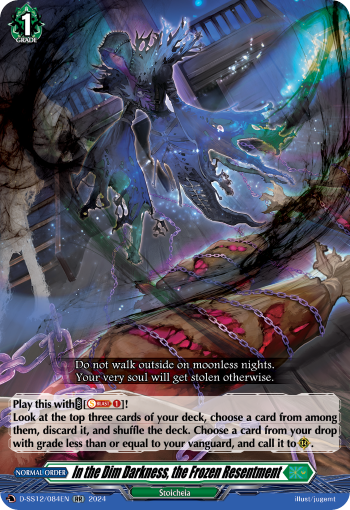 1
GRADE
Do not walk outside on moonless nights.
Your very soul will get stolen otherwise.
Play this with [BLAST 1]!
Look at the top three cards of your deck, choose a card from among
them, discard it, and shuffle the deck. Choose a card from your drop
with grade less than or equal to your vanguard, and call it to R.
NORMAL ORDER In the Dim Darkness, the Frozen Resentment
Stoicheia
D-SS12/084EN RR 2024 illust/jugamt